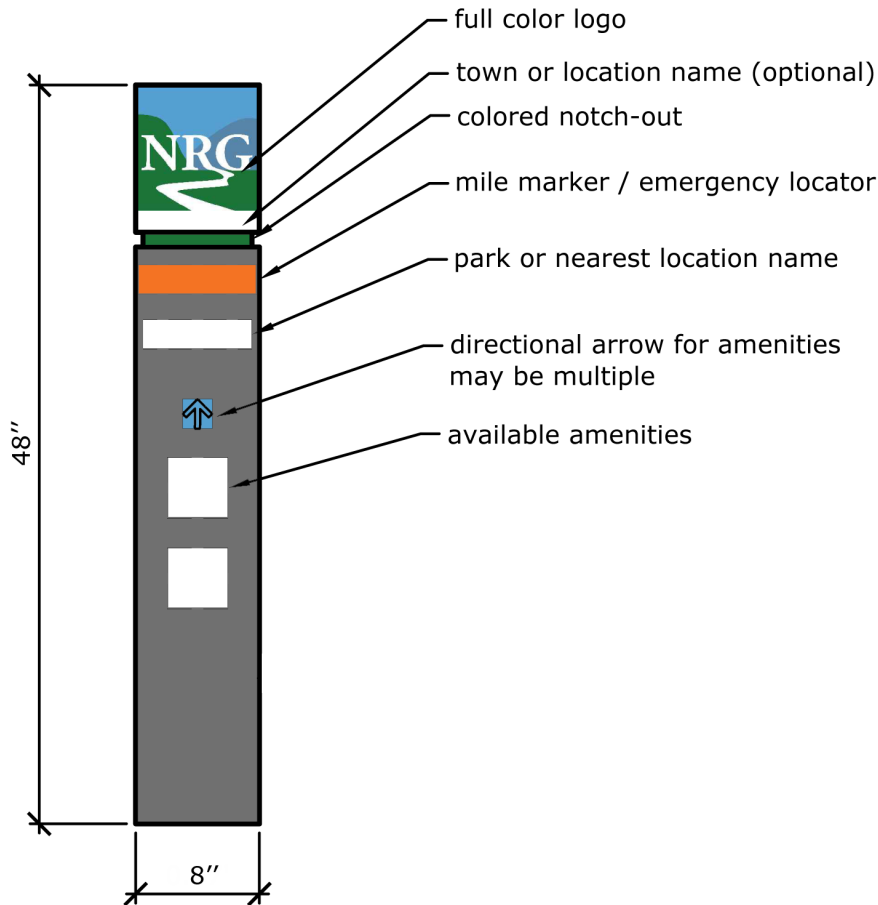 full color logo
town or location name (optional)
colored notch-out
NRG
mile marker / emergency locator
park or nearest location name
directional arrow for amenities
may be multiple
available amenities
48″
8″